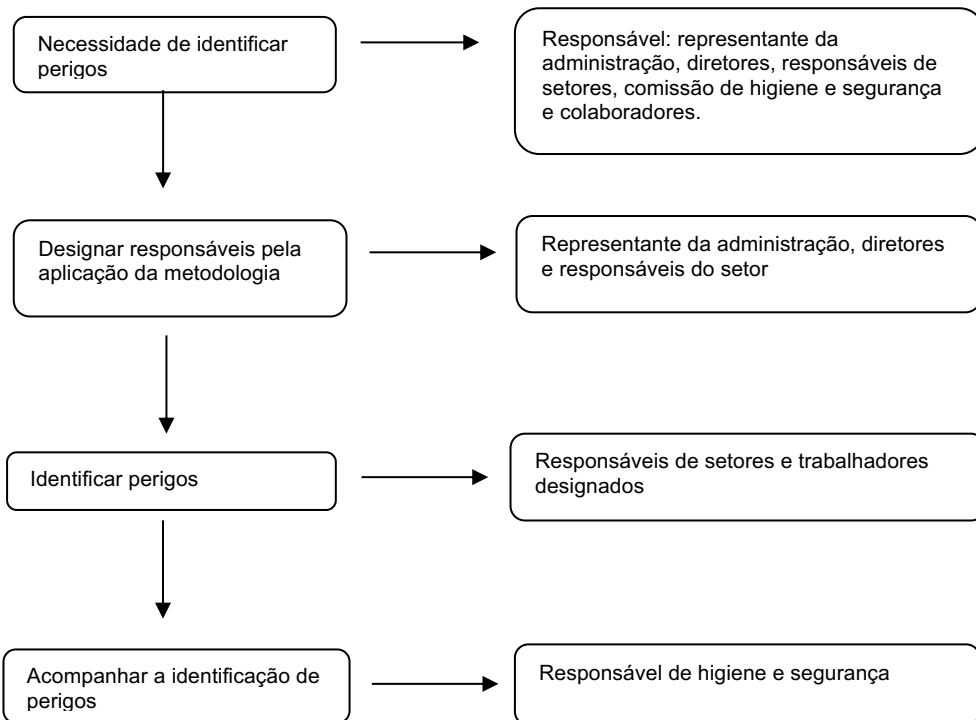 Necessidade de identificar
perigos
Responsável: representante da
administração, diretores, responsáveis de
setores, comissão de higiene e segurança
e colaboradores.
Designar responsáveis pela
aplicação da metodologia
Representante da administração, diretores
e responsáveis do setor
Identificar perigos
Responsáveis de setores e trabalhadores
designados
Acompanhar a identificação de
perigos
Responsável de higiene e segurança